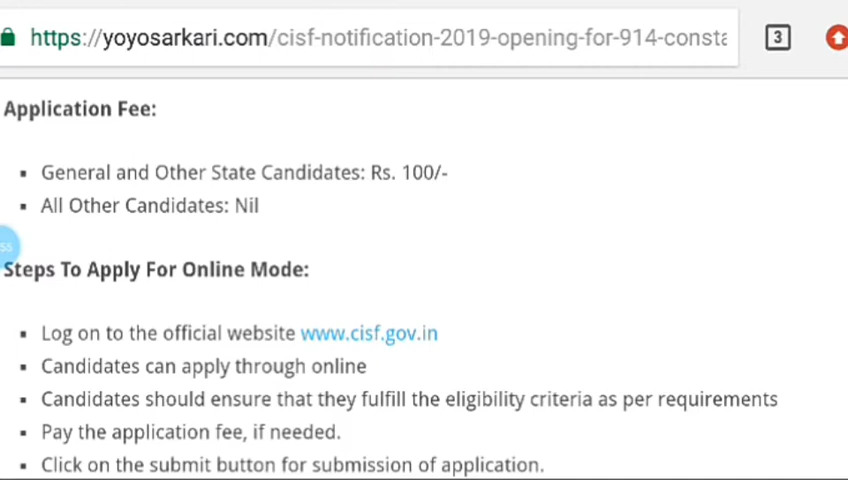 https://yoyosarkari.com/cisf-notification-2019-opening-for-914-consta
3
Application Fee:
General and Other State Candidates: Rs. 100/-
All Other Candidates: Nil
55
Steps To Apply For Online Mode:
Log on to the official website www.cisf.gov.in
Candidates can apply through online
Candidates should ensure that they fulfill the eligibility criteria as per requirements
Pay the application fee, if needed.
Click on the submit button for submission of application.